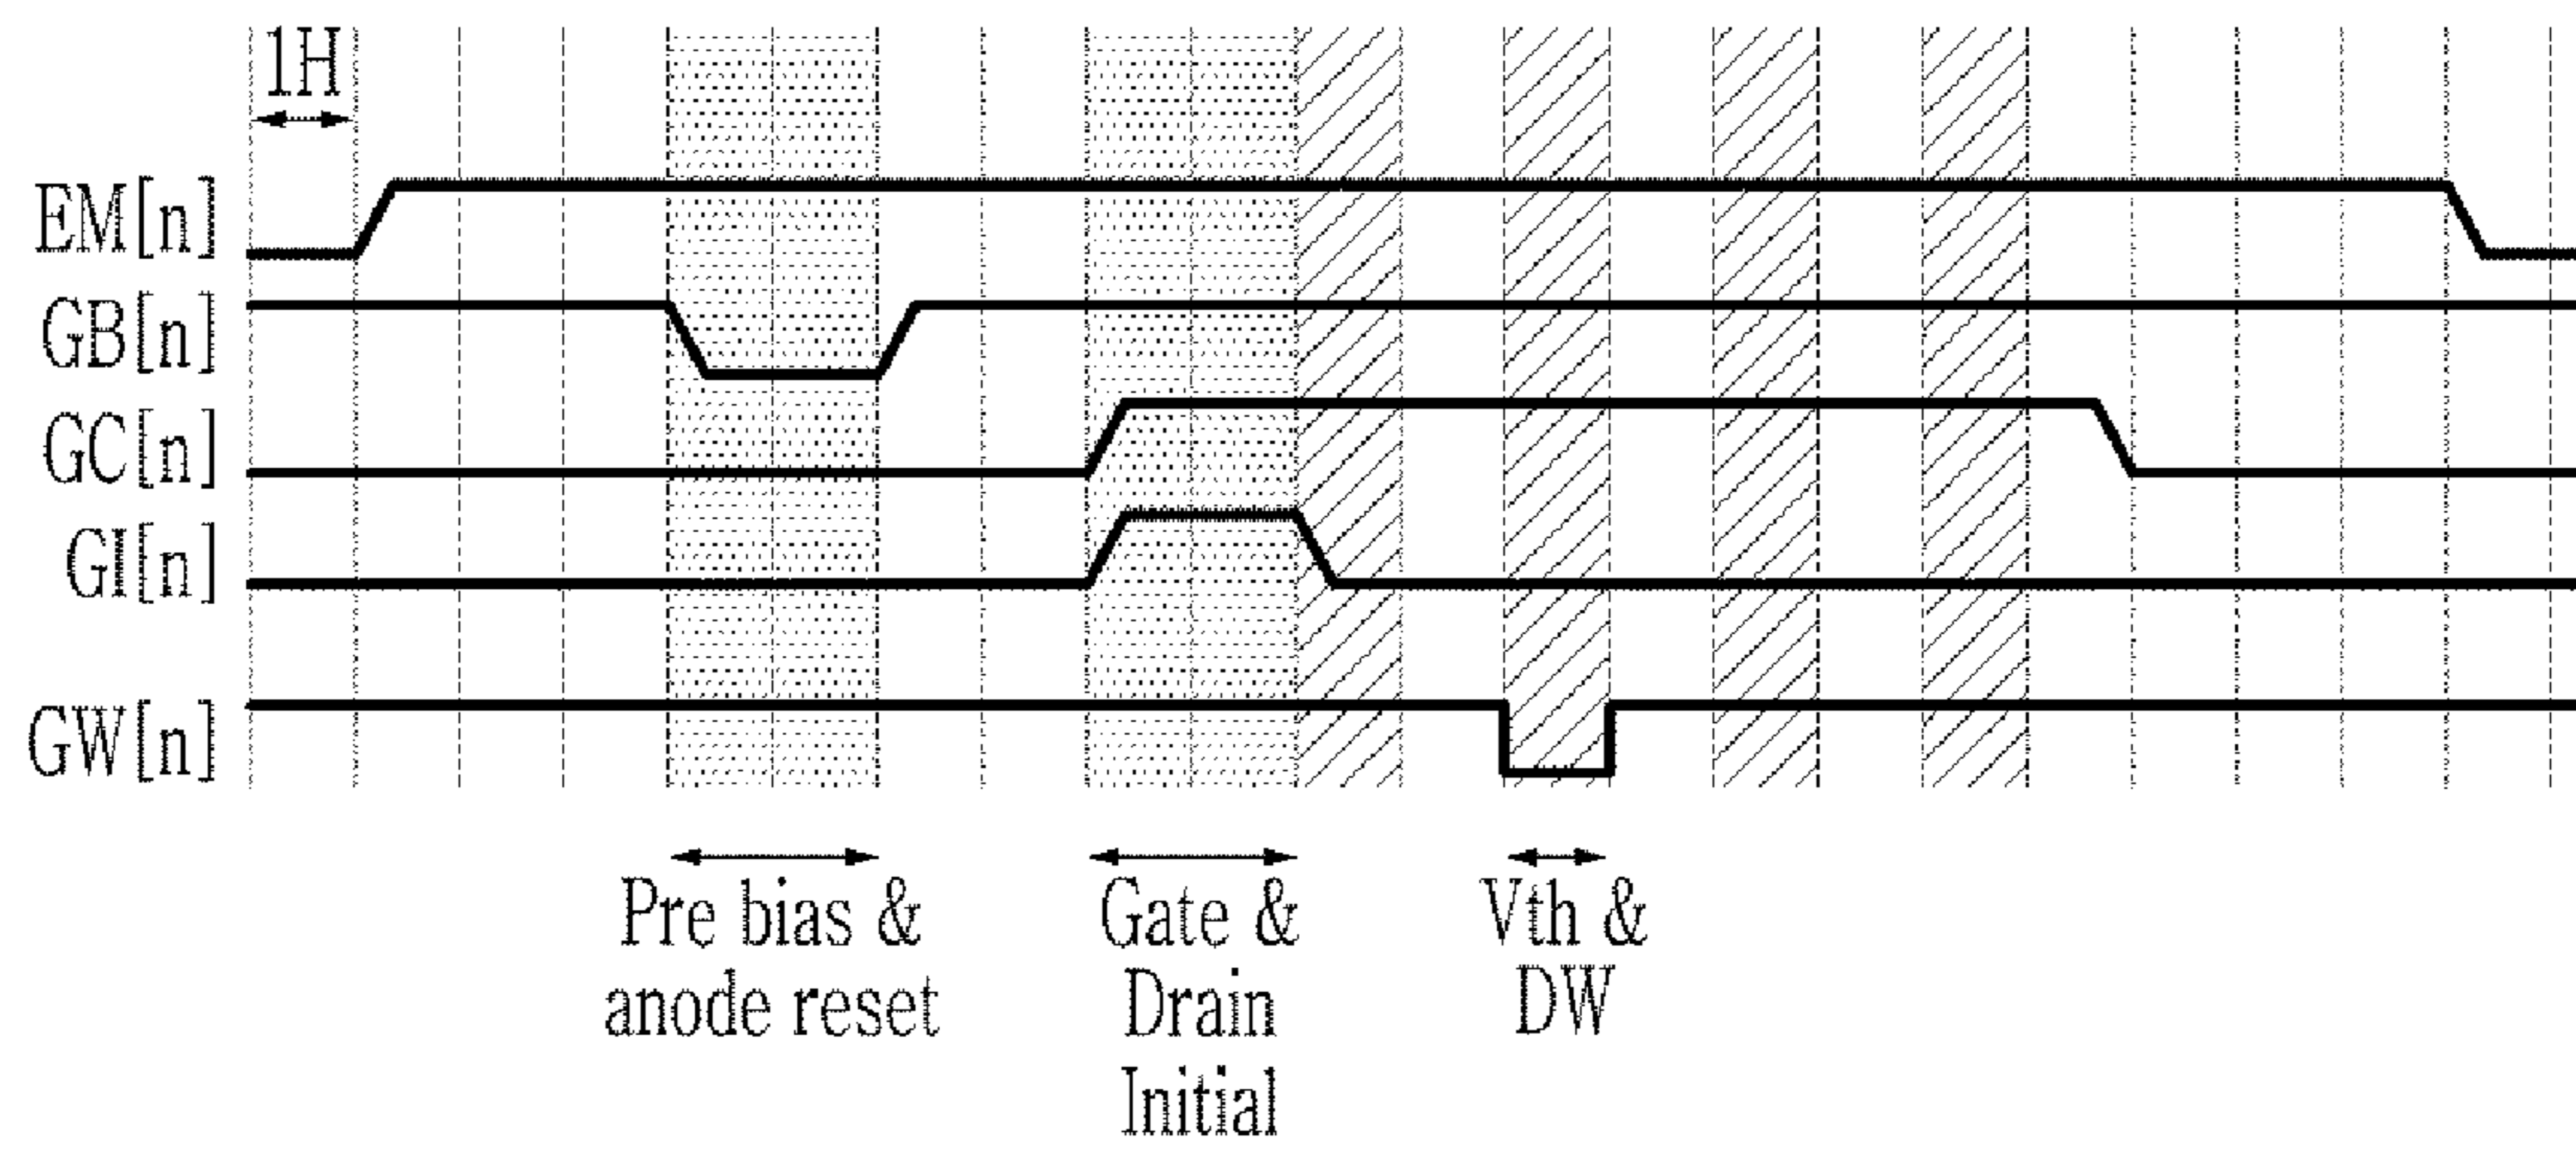 1H
EM[n]
GB[n]
GC[n]
GI[n]
GW[n]
Pre bias &
anode reset
Gate &
Drain
Initial
Vth &
DW